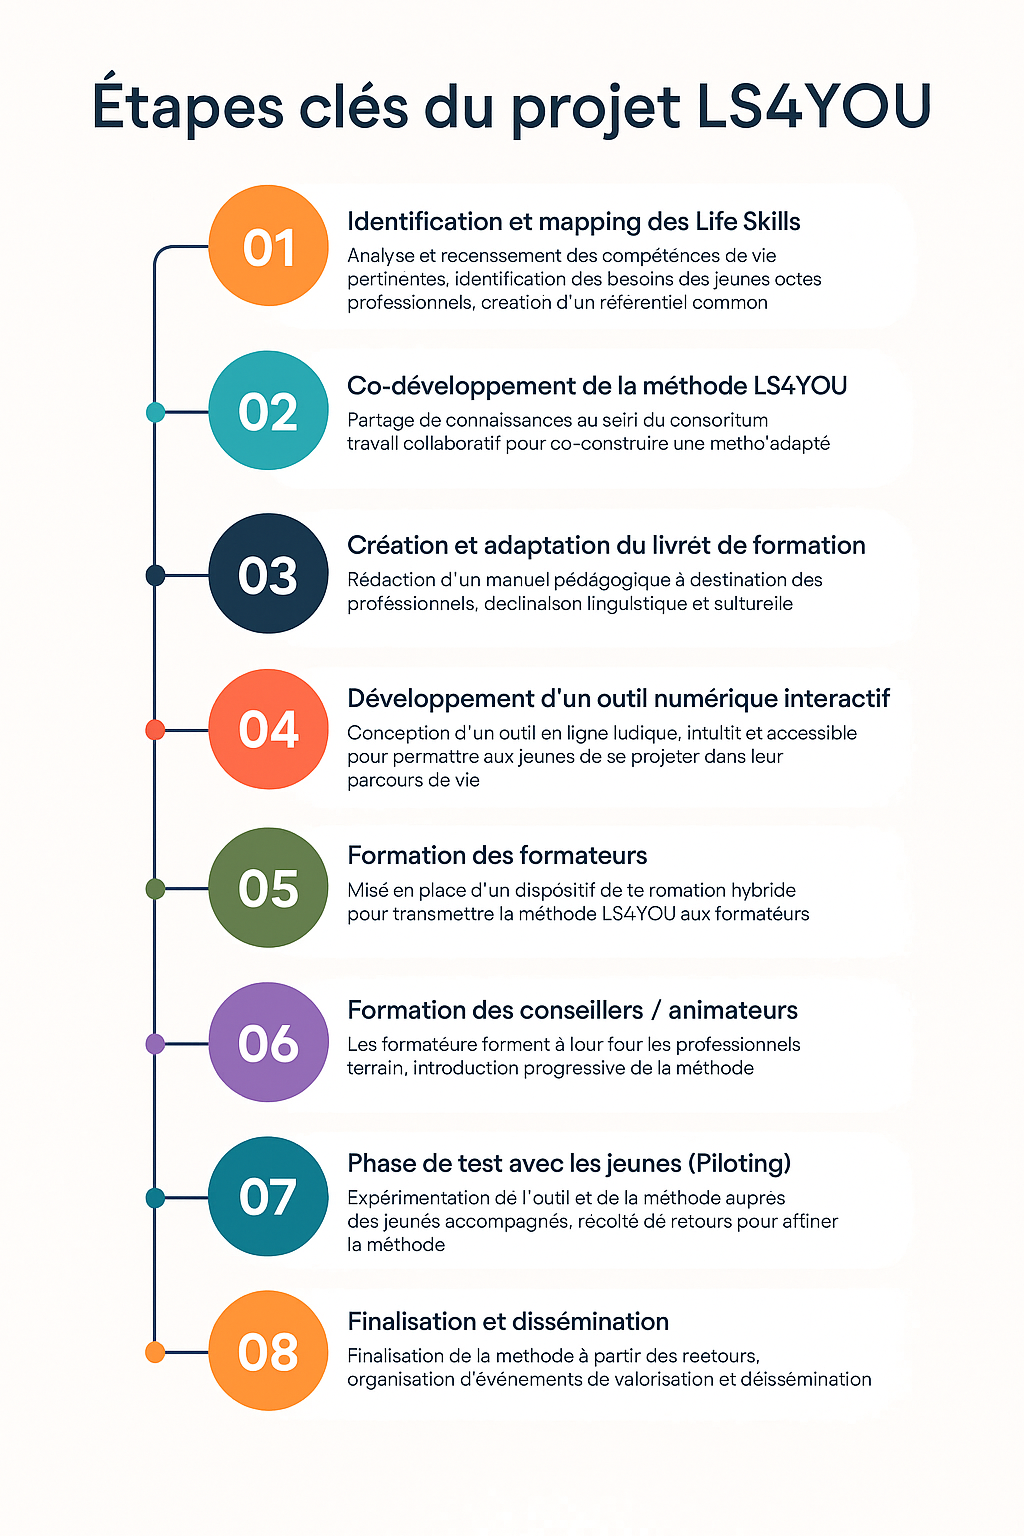 Étapes clés du projet LS4YOU
01
Identification et mapping des Life Skills
Analyse et recenssement des compéténces de vie
pertinèntes, identification des besoins des jeunes octes
professionnels, creation d'un référentiel common
02
Co-développement de la méthode LS4YOU
Partage de connaissances au seiri du consoritum
travall collaboratif pour co-construire une metho'adapté
03
Création et adaptation du livrét de formation
Rédaction d'un manuel pédágogique à destination des
proféssionnels, declinalson lingulstique et sultureile
04
Développement d'un outil numérique interactif
Conception d'un outil en ligne ludique, intultit et accessible
pour permattre aux jeunes de se projeter dans leur
parcours de vie
05
Formation des formateurs
Misé en place d'un dispósitif de te romation hybride
pour transmettre la méthode LS4YOU aux formatéurs
06
Formation des conseillers / animateurs
Les formatéure forment à lour four les professionnels
terrain, introduction progressive de la méthode
07
Phase de test avec les jeunes (Piloting)
Expérimentation dé l'outil et de la méthode auprès
des jeunés accompagnés, récolté dé retours pour affiner
la méthode
08
Finalisation et dissémination
Finalisation de la methode à partir des reetours,
organisation d'événements de valorisation et déissémination